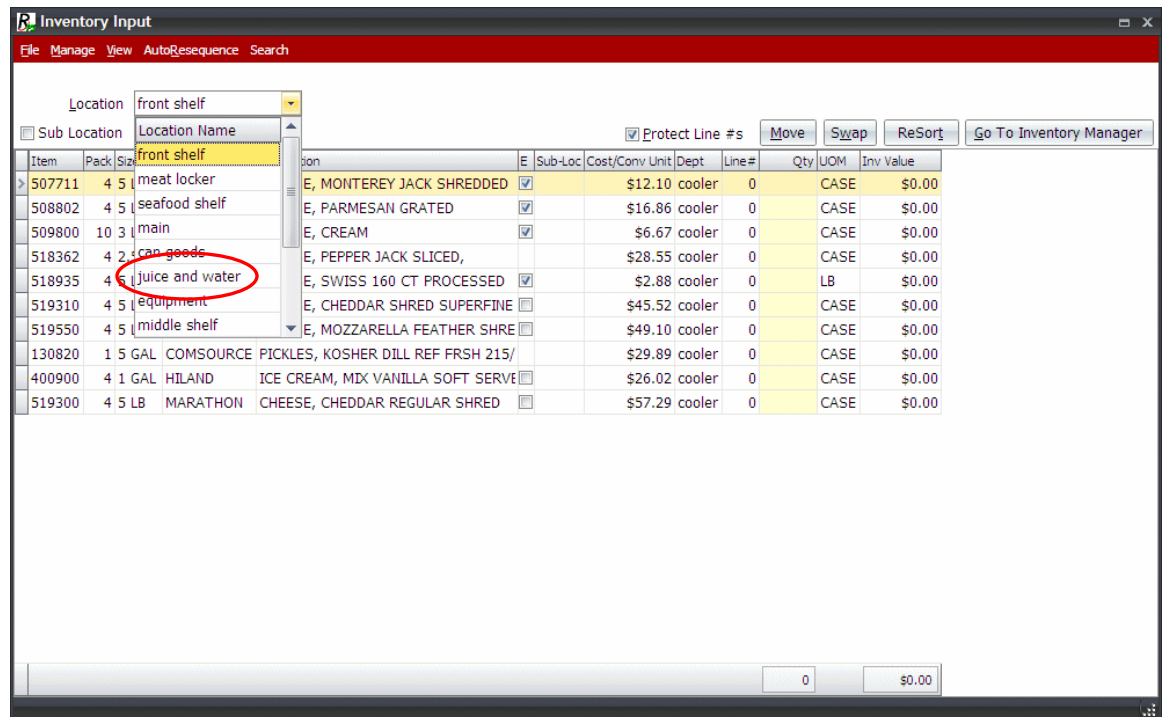 Inventory Input
File Manage View AutoResequence Search
Location front shelf
Sub Location Location Name Protect Line #s Move Swap ReSort Go To Inventory Manager
front shelf
meat locker
seafood shelf
main
can goods
juice and water
equipment
middle shelf
Item Pack E Sub-Loc Cost/Conv Unit Dept Line# Qty UOM Inv Value
507711 4 5 E, MONTEREY JACK SHREDDED $12.10 cooler 0 CASE $0.00
508802 4 5 E, PARMESAN GRATED $16.86 cooler 0 CASE $0.00
509800 10 3 E, CREAM $6.67 cooler 0 CASE $0.00
518362 4 2. E, PEPPER JACK SLICED, $28.55 cooler 0 CASE $0.00
518935 4 5 E, SWISS 160 CT PROCESSED $2.88 cooler 0 LB $0.00
519310 4 5 E, CHEDDAR SHRED SUPERFINE $45.52 cooler 0 CASE $0.00
519550 4 5 E, MOZZARELLA FEATHER SHRE $49.10 cooler 0 CASE $0.00
130820 1 5 GAL COMSOURCE PICKLES, KOSHER DILL REF FRSH 215/ $29.89 cooler 0 CASE $0.00
400900 4 1 GAL HILAND ICE CREAM, MIX VANILLA SOFT SERVE $26.02 cooler 0 CASE $0.00
519300 4 5 LB MARATHON CHEESE, CHEDDAR REGULAR SHRED $57.29 cooler 0 CASE $0.00
0 $0.00